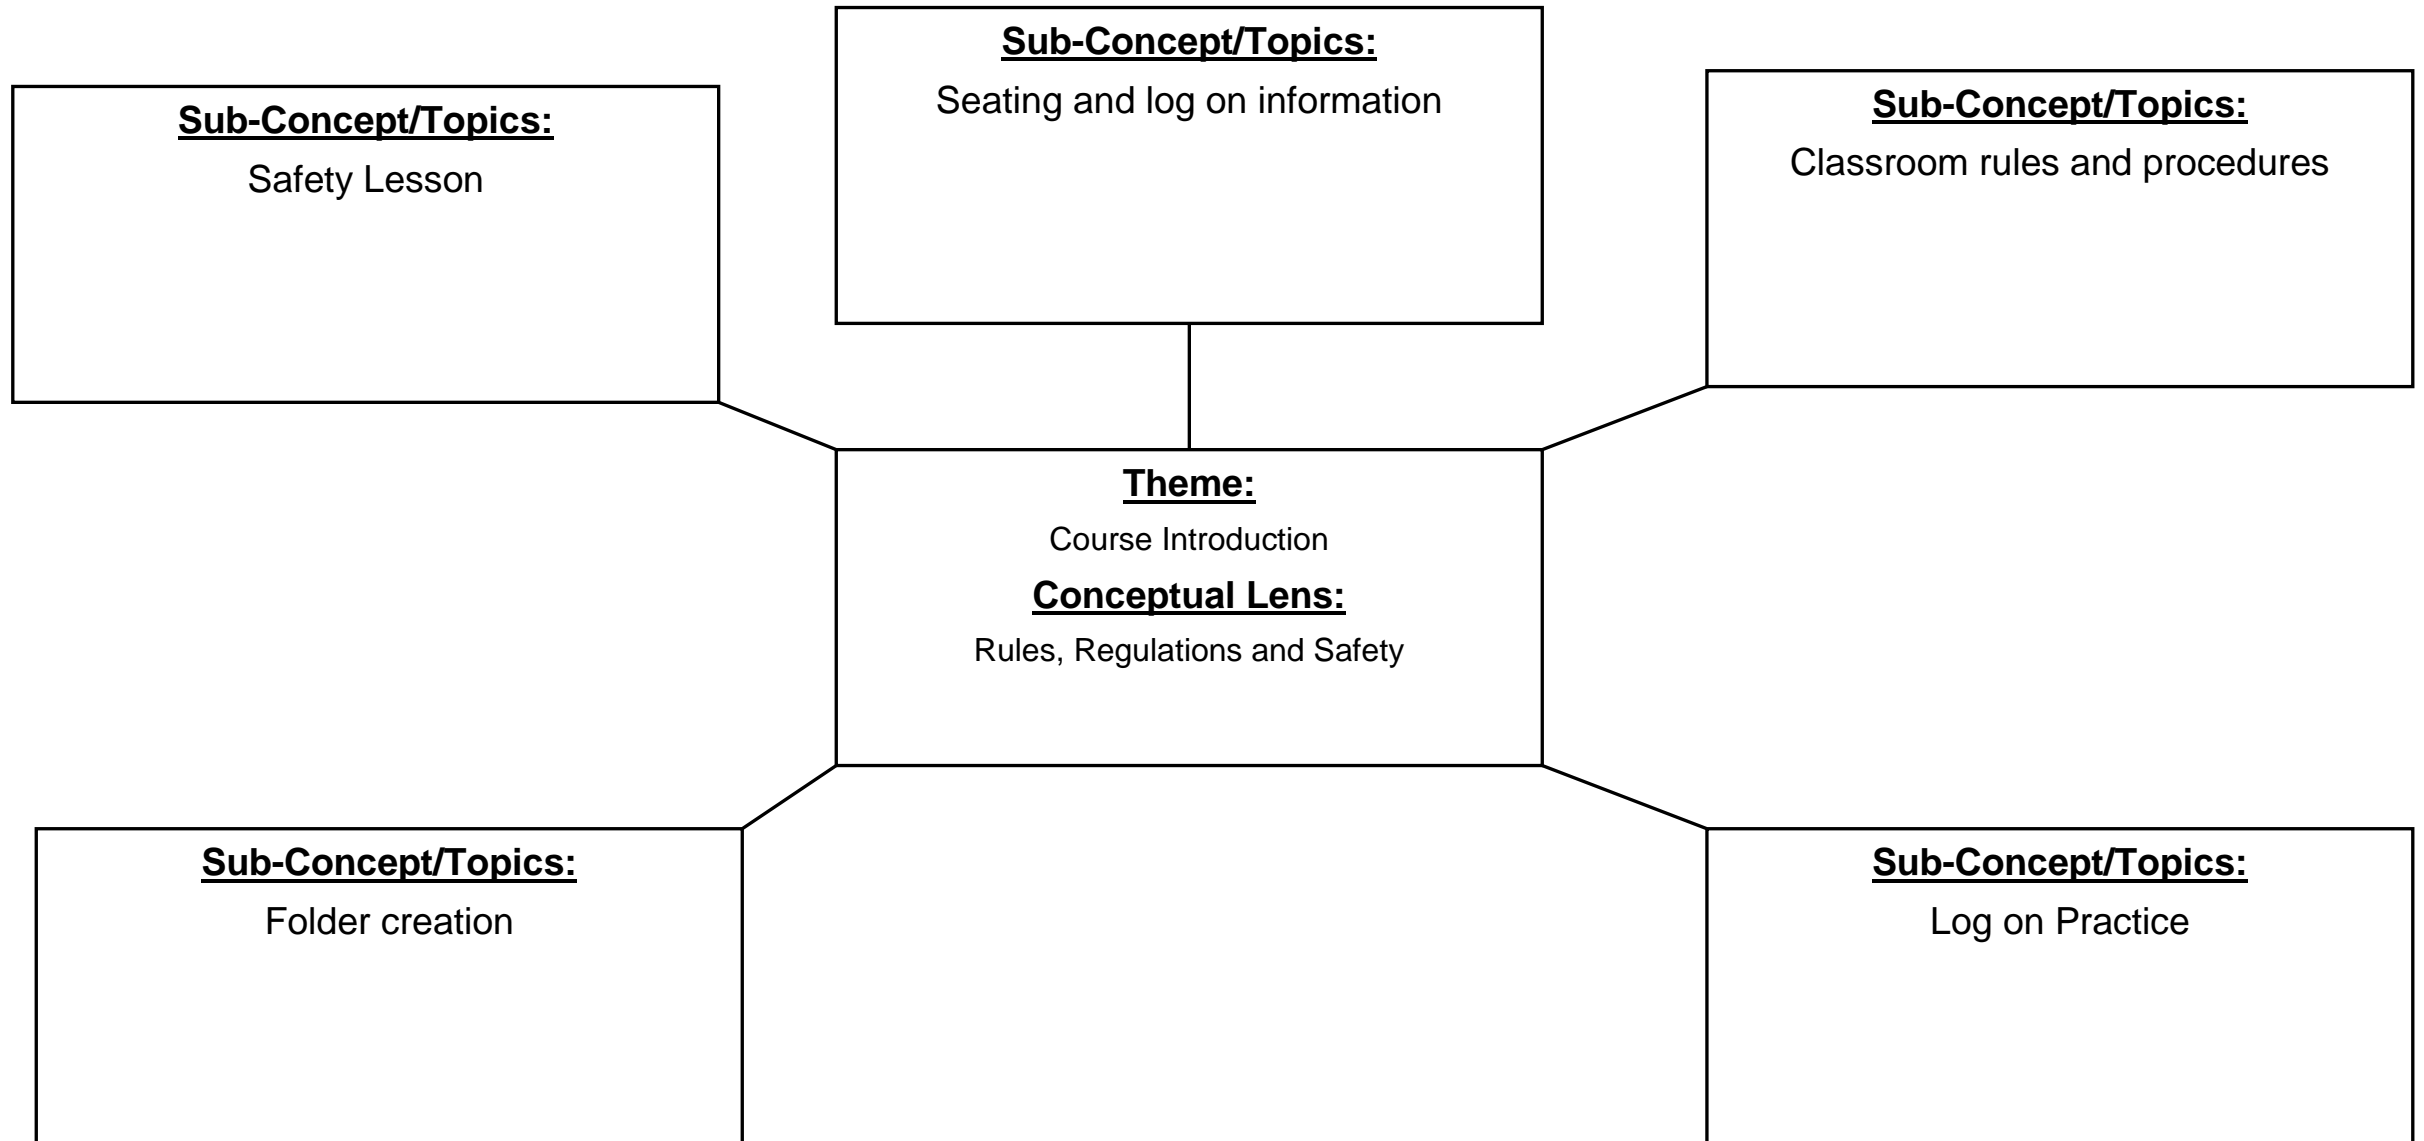 Sub-Concept/Topics:
Safety Lesson
Sub-Concept/Topics:
Seating and log on information
Sub-Concept/Topics:
Classroom rules and procedures
Theme:
Course Introduction
Conceptual Lens:
Rules, Regulations and Safety
Sub-Concept/Topics:
Folder creation
Sub-Concept/Topics:
Log on Practice